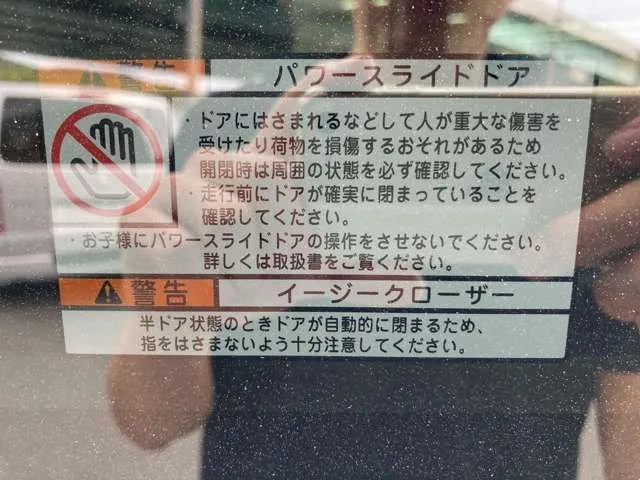 警告 パワースライドドア
・ドアにはさまれるなどして人が重大な傷害を
受けたり荷物を損傷するおそれがあるため
開閉時は周囲の状態を必ず確認してください。
・走行前にドアが確実に閉まっていることを
確認してください。
・お子様にパワースライドドアの操作をさせないでください。
詳しくは取扱書をご覧ください。
警告 イージークローザー
半ドア状態のときドアが自動的に閉まるため、
指をはさまないよう十分注意してください。